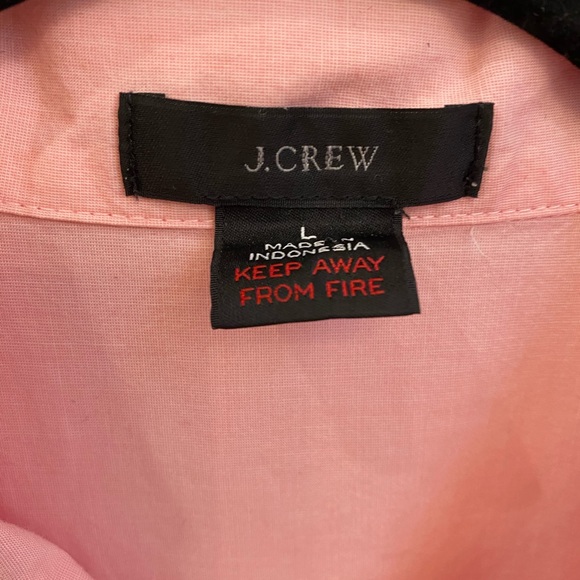 J.CREW
L
MADE IN
INDONESIA
KEEP AWAY
FROM FIRE